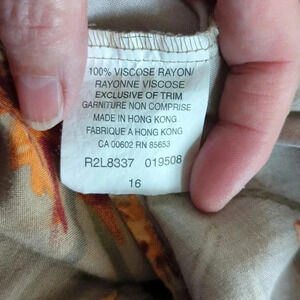 100% VISCOSE RAYON/
RAYONNE VISCOSE
EXCLUSIVE OF TRIM
GARNITURE NON COMPRISE
MADE IN HONG KONG
FABRIQUE A HONG KONG
CA 00602 RN 85653
R2L8337 019508
16